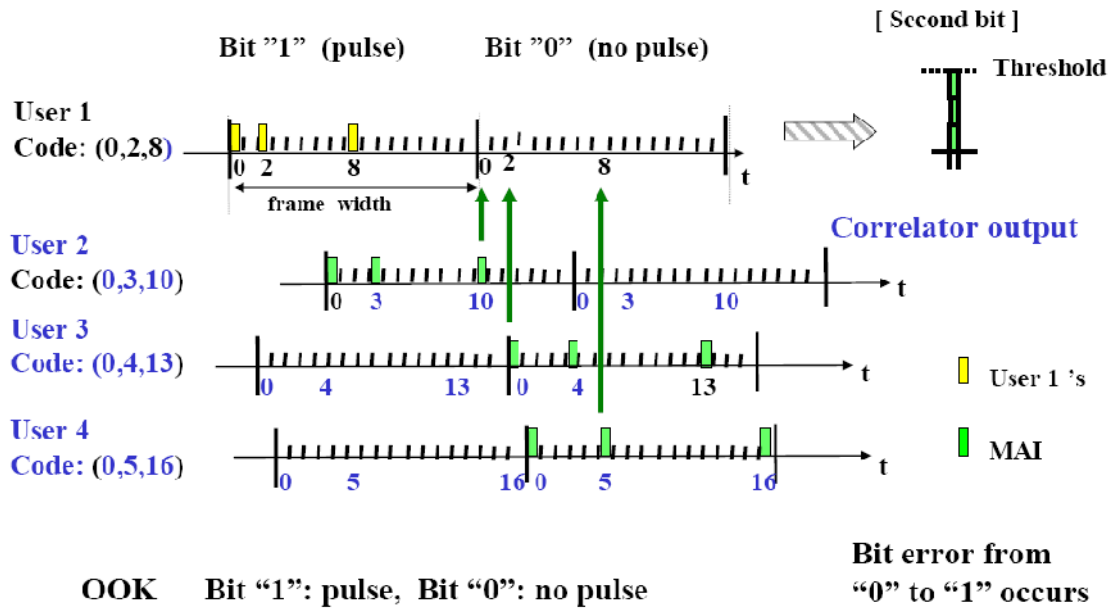 [ Second bit ]
Bit ”1” (pulse) Bit ”0” (no pulse)
Threshold
User 1
Code: (0,2,8)
0 2 8 0 2 8 t
frame width
Correlator output
User 2
Code: (0,3,10)
0 3 10 0 3 10 t
User 3
Code: (0,4,13)
0 4 13 0 4 13 t
User 1 ’s
User 4
Code: (0,5,16)
MAI
0 5 16 0 5 16 t
Bit error from
“0” to “1” occurs
OOK Bit “1”: pulse, Bit “0”: no pulse